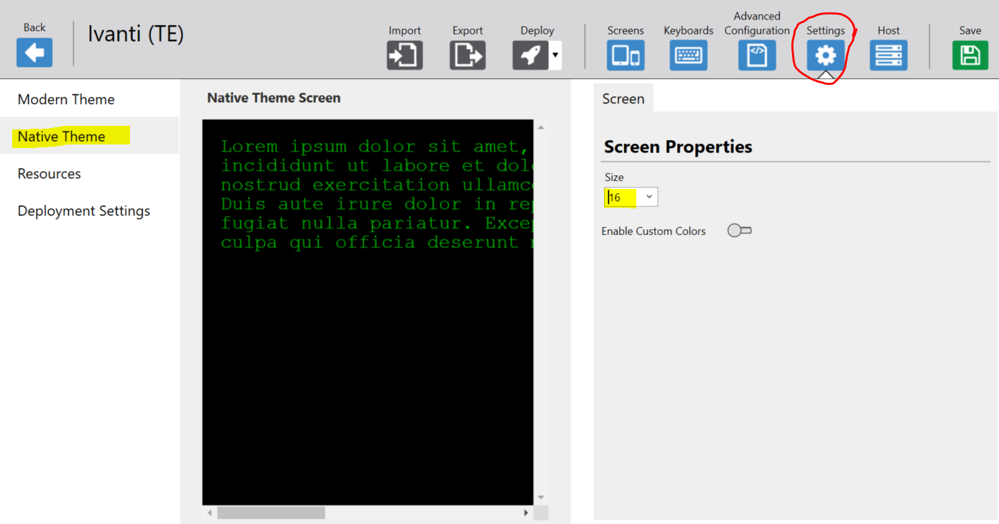 Back
Ivanti (TE)
Import
Export
Deploy
Screens
Keyboards
Advanced
Configuration
Settings
Host
Save
Modern Theme
Native Theme
Resources
Deployment Settings
Native Theme Screen
Lorem ipsum dolor sit amet,
incididunt ut labore et dol
nostrud exercitation ullamc
Duis aute irure dolor in re
fugiat nulla pariatur. Excep
culpa qui officia deserunt
Screen
Screen Properties
Size
16
Enable Custom Colors